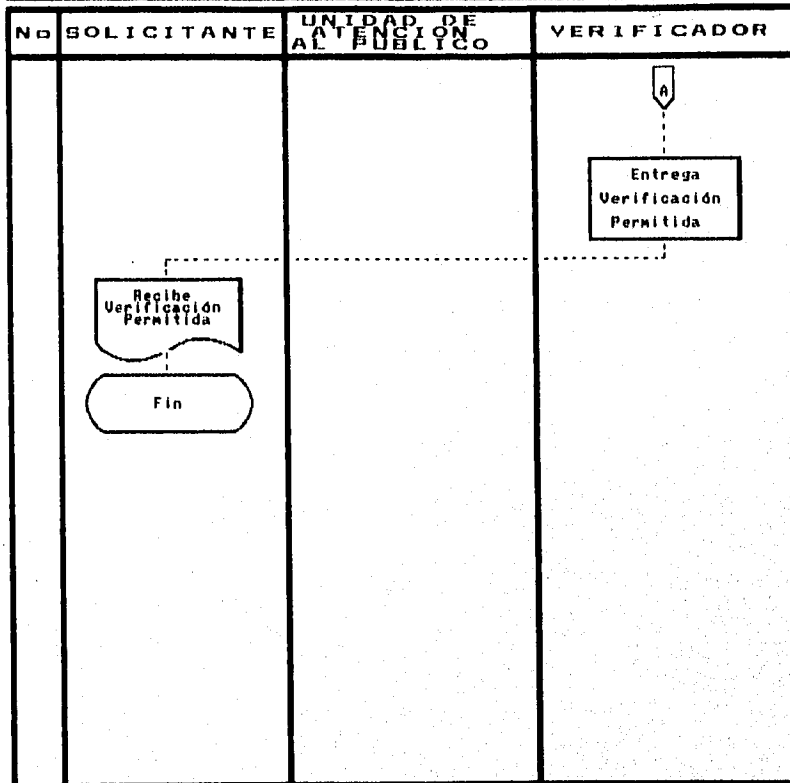 No
SOLICITANTE
UNIDAD DE
ATENCION
AL PUBLICO
VERIFICADOR
A
Entrega
Verificación
Permitida
Recibe
Verificación
Permitida
Fin